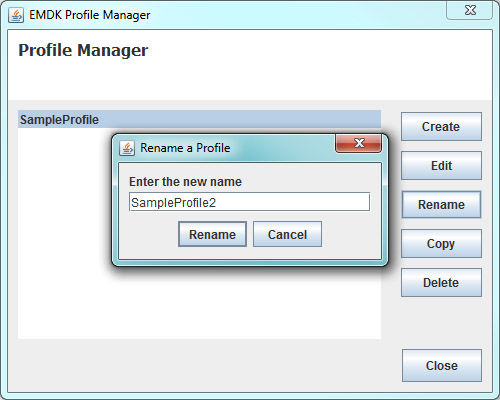 EMDK Profile Manager
Profile Manager
SampleProfile
Create
Rename a Profile
Edit
Enter the new name
SampleProfile2
Rename
Rename
Cancel
Copy
Delete
Close